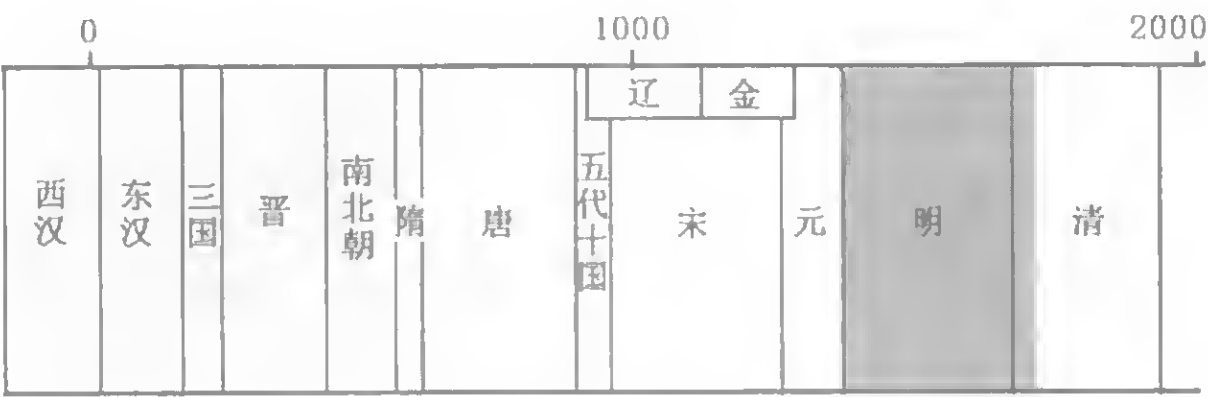 0 1000 2000
辽 金
西汉 东汉 三国 晋 南北朝 隋 唐 五代十国 宋 元 明 清